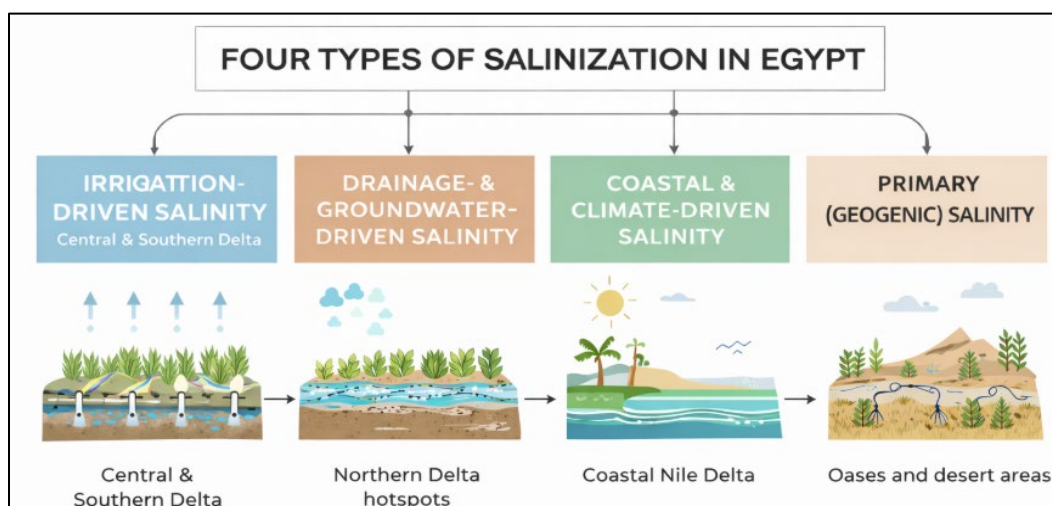 FOUR TYPES OF SALINIZATION IN EGYPT
IRRIGATTION-
DRIVEN SALINITY
Central & Southern Delta
DRAINAGE- &
GROUNDWATER-
DRIVEN SALINITY
COASTAL &
CLIMATE-DRIVEN
SALINITY
PRIMARY
(GEOGENIC) SALINITY
Central &
Southern Delta
Northern Delta
hotspots
Coastal Nile Delta
Oases and desert areas